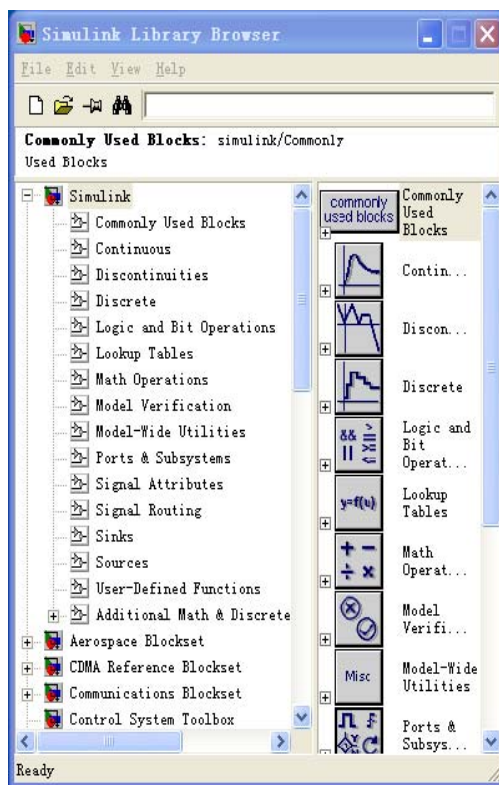 Simulink Library Browser
File Edit View Help
Commonly Used Blocks: simulink/Commonly
Used Blocks
Simulink
Commonly Used Blocks
Continuous
Discontinuities
Discrete
Logic and Bit Operations
Lookup Tables
Math Operations
Model Verification
Model-Wide Utilities
Ports & Subsystems
Signal Attributes
Signal Routing
Sinks
Sources
User-Defined Functions
Additional Math & Discrete
Aerospace Blockset
CDMA Reference Blockset
Communications Blockset
Control System Toolbox
commonly
used blocks
Commonly
Used
Blocks
Contin...
Discon...
Discrete
&& ≥
|| >=
≤
Logic and
Bit
Operat...
y=f(u)
Lookup
Tables
+ −
÷ ×
Math
Operat...
Model
Verifi...
Misc
Model-Wide
Utilities
Ports &
Subsys...
Ready